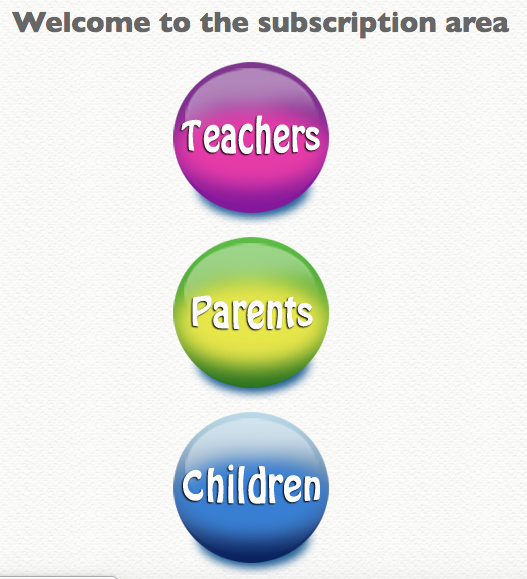 Welcome to the subscription area
Teachers
Parents
Children